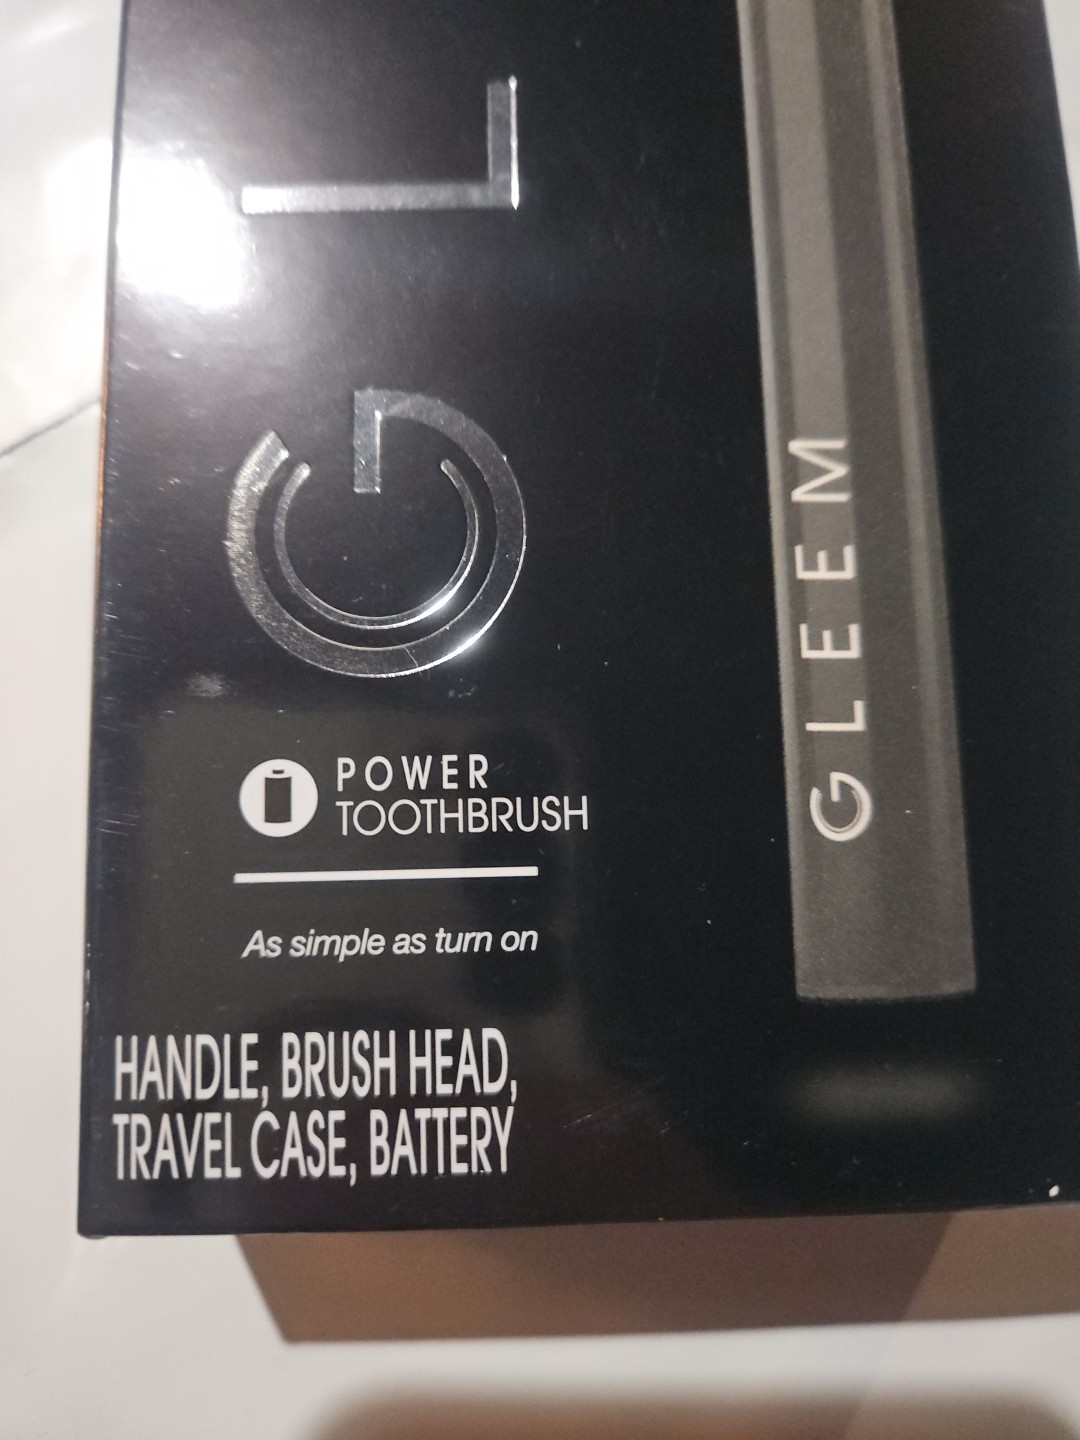 GL
POWER
TOOTHBRUSH
As simple as turn on
HANDLE, BRUSH HEAD,
TRAVEL CASE, BATTERY
GLEEM